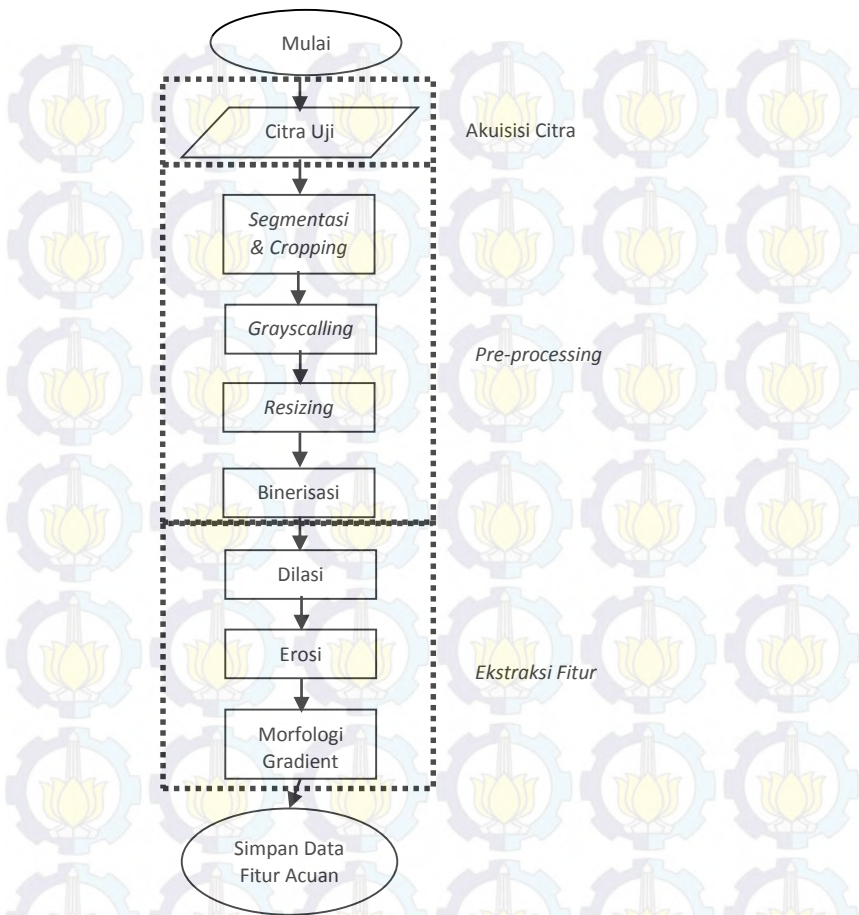 Mulai
Citra Uji
Akuisisi Citra
Segmentasi
& Cropping
Grayscalling
Pre-processing
Resizing
Binerisasi
Dilasi
Erosi
Ekstraksi Fitur
Morfologi
Gradient
Simpan Data
Fitur Acuan